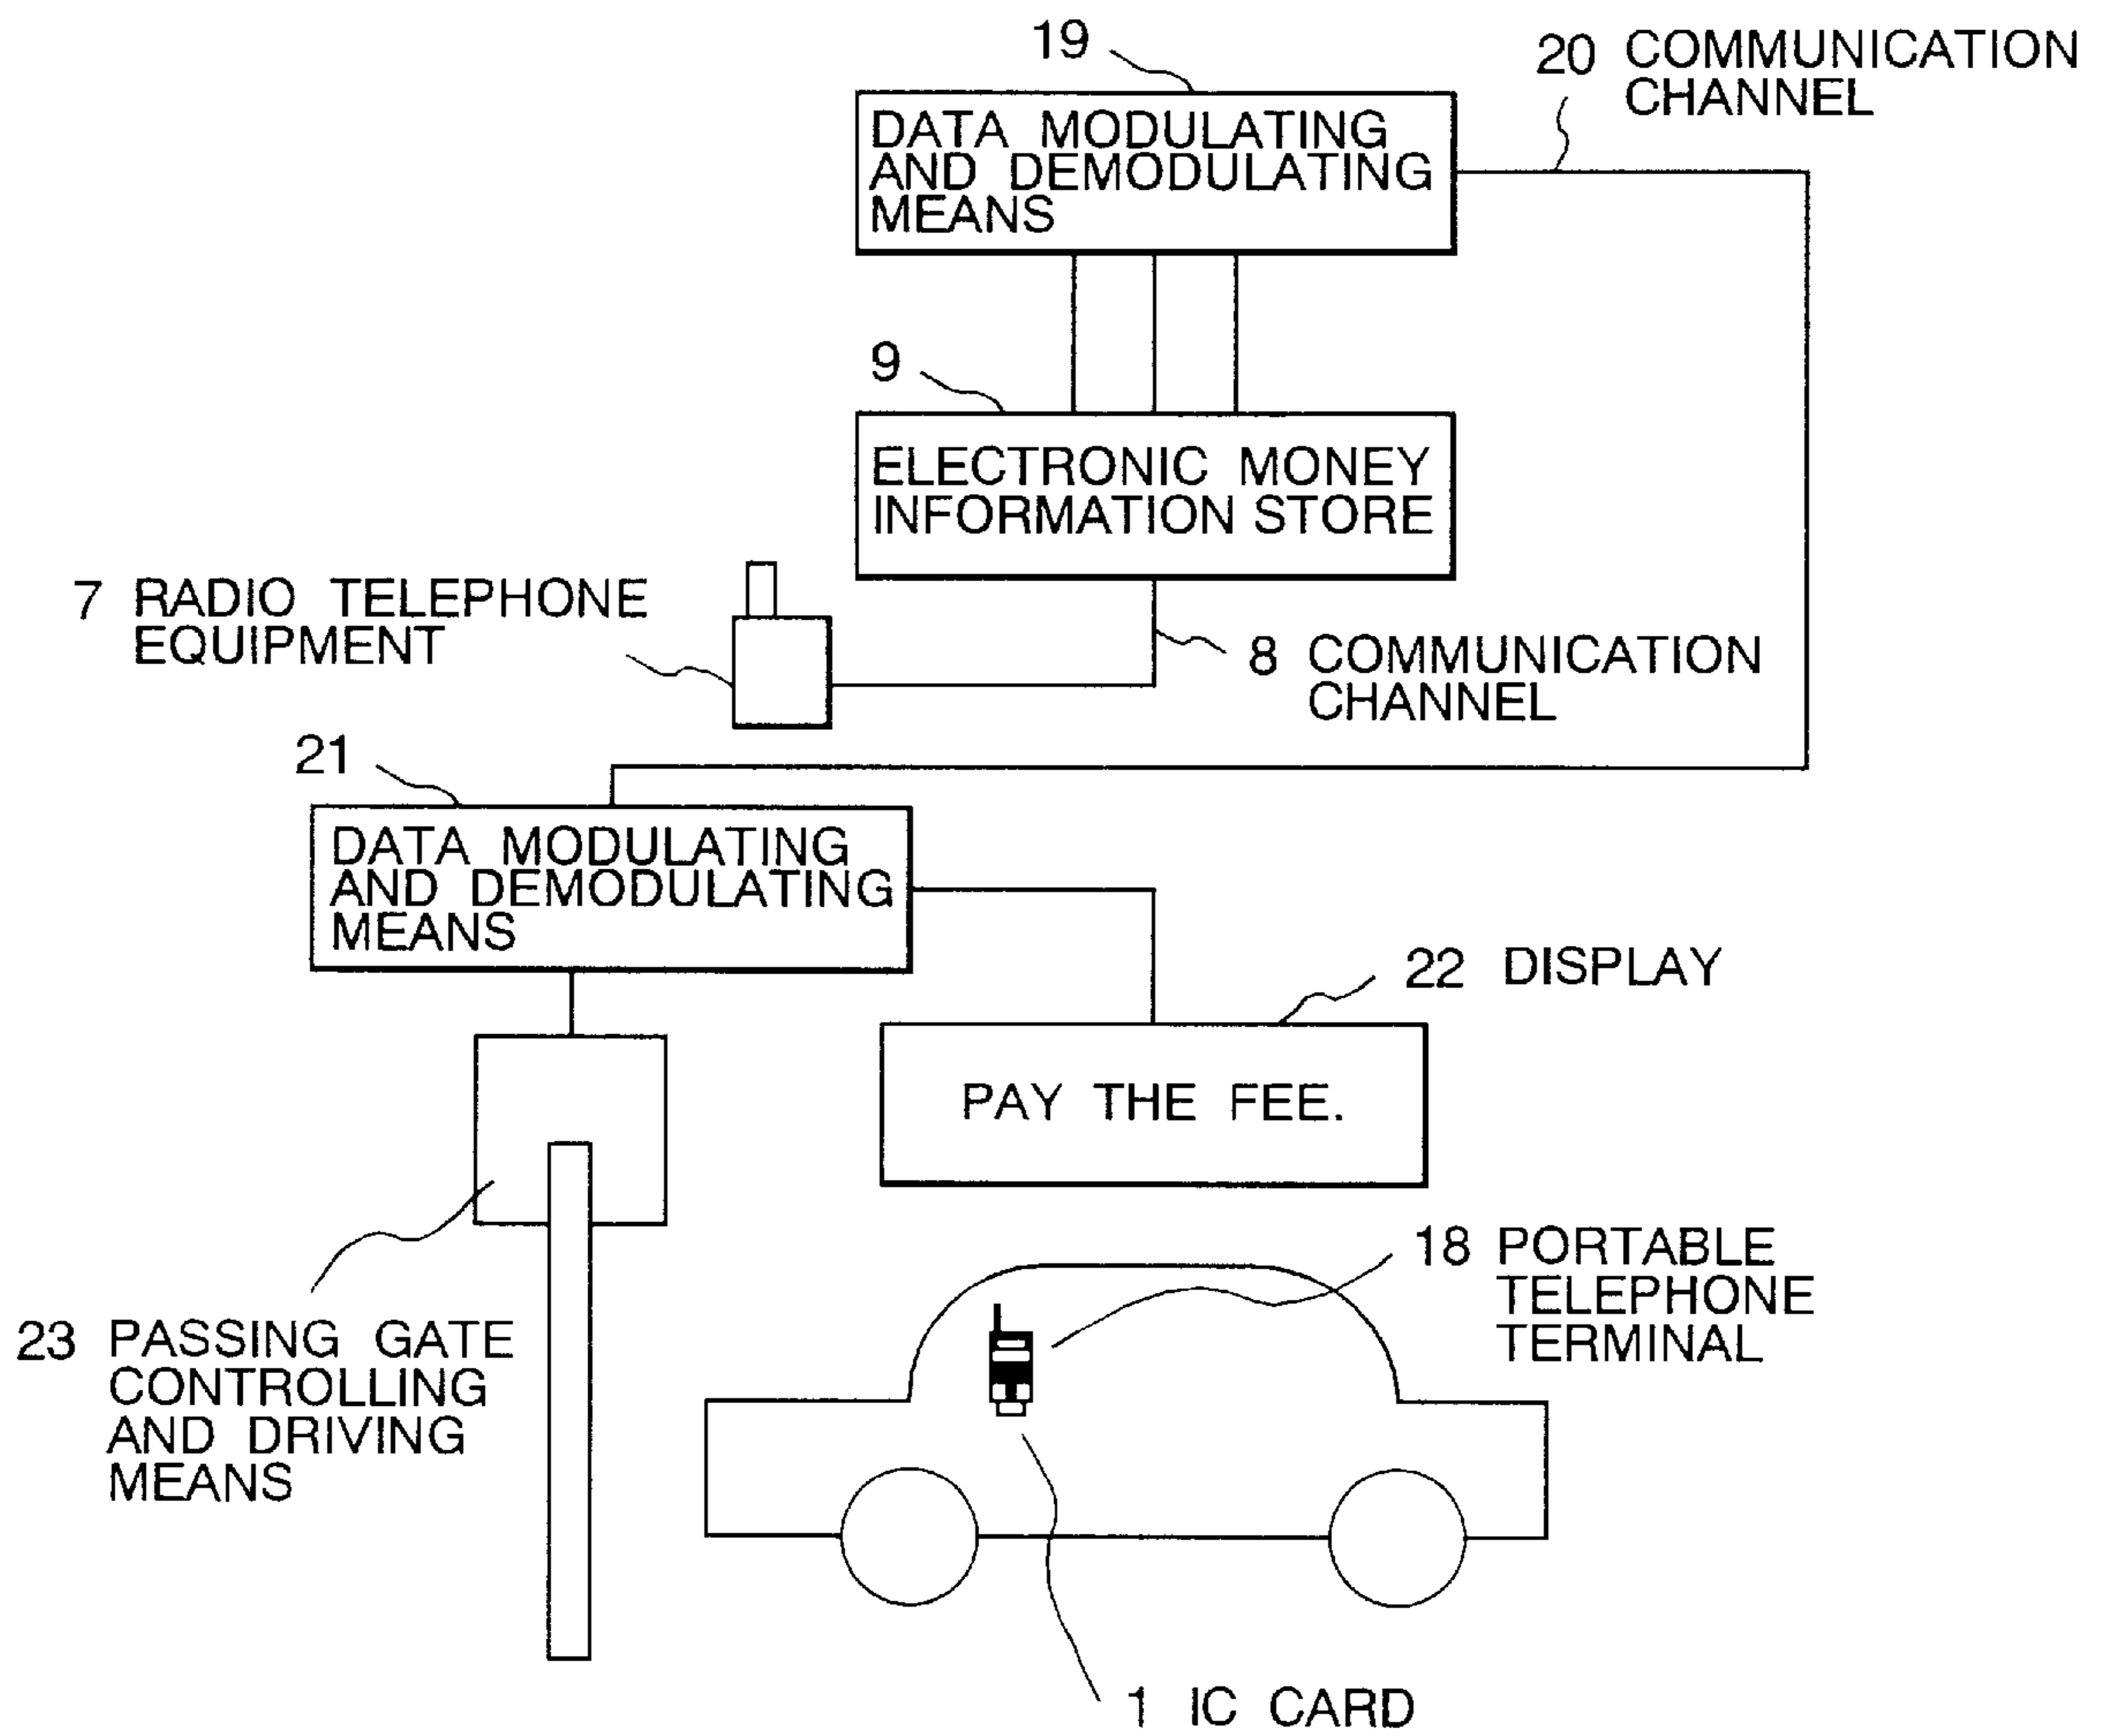 19
20 COMMUNICATION
CHANNEL
DATA MODULATING
AND DEMODULATING
MEANS
9
ELECTRONIC MONEY
INFORMATION STORE
7 RADIO TELEPHONE
EQUIPMENT
8 COMMUNICATION
CHANNEL
21
DATA MODULATING
AND DEMODULATING
MEANS
22 DISPLAY
PAY THE FEE.
18 PORTABLE
TELEPHONE
TERMINAL
23 PASSING GATE
CONTROLLING
AND DRIVING
MEANS
1 IC CARD